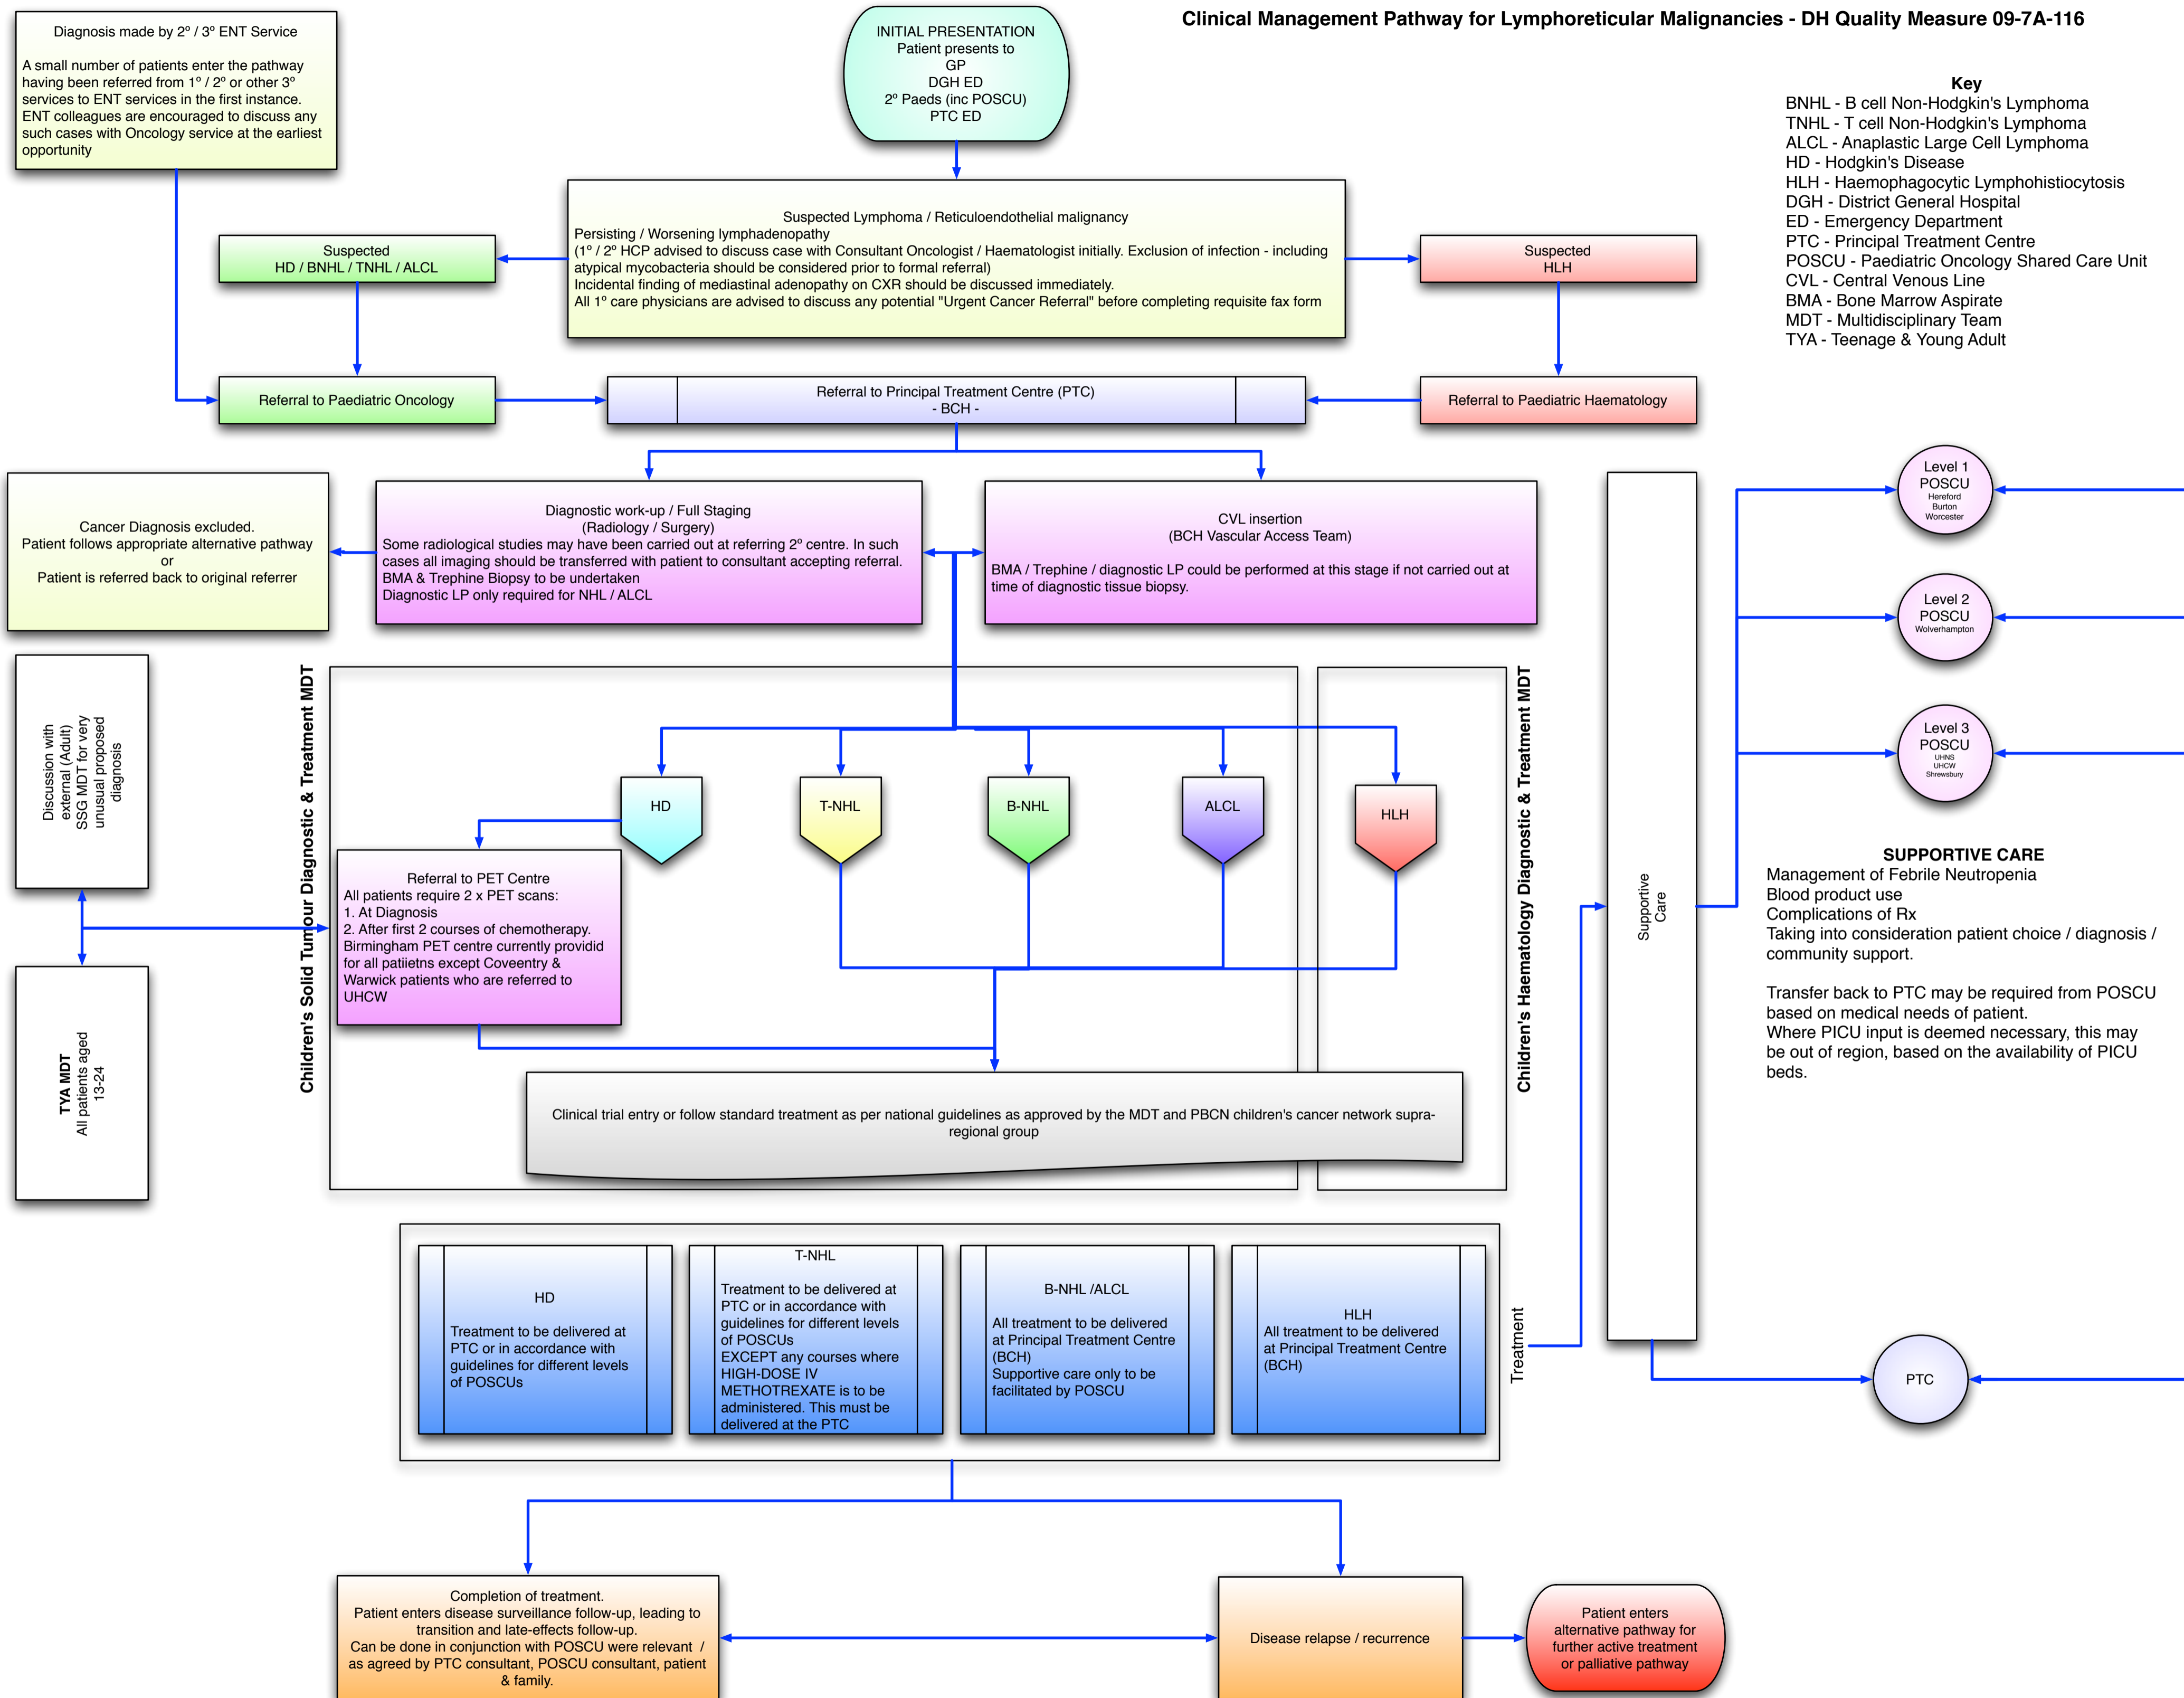 Clinical Management Pathway for Lymphoreticular Malignancies - DH Quality Measure 09-7A-116
Diagnosis made by 2º / 3º ENT Service
A small number of patients enter the pathway
having been referred from 1º / 2º or other 3º
services to ENT services in the first instance.
ENT colleagues are encouraged to discuss any
such cases with Oncology service at the earliest
opportunity
INITIAL PRESENTATION
Patient presents to
GP
DGH ED
2º Paeds (inc POSCU)
PTC ED
Key
BNHL - B cell Non-Hodgkin's Lymphoma
TNHL - T cell Non-Hodgkin's Lymphoma
ALCL - Anaplastic Large Cell Lymphoma
HD - Hodgkin's Disease
HLH - Haemophagocytic Lymphohistiocytosis
DGH - District General Hospital
ED - Emergency Department
PTC - Principal Treatment Centre
POSCU - Paediatric Oncology Shared Care Unit
CVL - Central Venous Line
BMA - Bone Marrow Aspirate
MDT - Multidisciplinary Team
TYA - Teenage & Young Adult
Suspected
HD / BNHL / TNHL / ALCL
Suspected Lymphoma / Reticuloendothelial malignancy
Persisting / Worsening lymphadenopathy
(1º / 2º HCP advised to discuss case with Consultant Oncologist / Haematologist initially. Exclusion of infection - including
atypical mycobacteria should be considered prior to formal referral)
Incidental finding of mediastinal adenopathy on CXR should be discussed immediately.
All 1º care physicians are advised to discuss any potential "Urgent Cancer Referral" before completing requisite fax form
Suspected
HLH
Referral to Paediatric Oncology
Referral to Principal Treatment Centre (PTC)
- BCH -
Referral to Paediatric Haematology
Cancer Diagnosis excluded.
Patient follows appropriate alternative pathway
or
Patient is referred back to original referrer
Diagnostic work-up / Full Staging
(Radiology / Surgery)
Some radiological studies may have been carried out at referring 2º centre. In such
cases all imaging should be transferred with patient to consultant accepting referral.
BMA & Trephine Biopsy to be undertaken
Diagnostic LP only required for NHL / ALCL
CVL insertion
(BCH Vascular Access Team)
BMA / Trephine / diagnostic LP could be performed at this stage if not carried out at
time of diagnostic tissue biopsy.
Level 1
POSCU
Hereford
Burton
Worcester
Level 2
POSCU
Wolverhampton
Level 3
POSCU
UHNS
UHCW
Shrewsbury
Discussion with
external (Adult)
SSG MDT for very
unusual proposed
diagnosis
TYA MDT
All patients aged
13-24
Children's Solid Tumour Diagnostic & Treatment MDT
HD
T-NHL
B-NHL
ALCL
HLH
Children's Haematology Diagnostic & Treatment MDT
Referral to PET Centre
All patients require 2 x PET scans:
1. At Diagnosis
2. After first 2 courses of chemotherapy.
Birmingham PET centre currently providid
for all patiietns except Coveentry &
Warwick patients who are referred to
UHCW
Clinical trial entry or follow standard treatment as per national guidelines as approved by the MDT and PBCN children's cancer network supra-
regional group
Supportive
Care
SUPPORTIVE CARE
Management of Febrile Neutropenia
Blood product use
Complications of Rx
Taking into consideration patient choice / diagnosis /
community support.
Transfer back to PTC may be required from POSCU
based on medical needs of patient.
Where PICU input is deemed necessary, this may
be out of region, based on the availability of PICU
beds.
HD
Treatment to be delivered at
PTC or in accordance with
guidelines for different levels
of POSCUs
T-NHL
Treatment to be delivered at
PTC or in accordance with
guidelines for different levels
of POSCUs
EXCEPT any courses where
HIGH-DOSE IV
METHOTREXATE is to be
administered. This must be
delivered at the PTC
B-NHL /ALCL
All treatment to be delivered
at Principal Treatment Centre
(BCH)
Supportive care only to be
facilitated by POSCU
HLH
All treatment to be delivered
at Principal Treatment Centre
(BCH)
Treatment
PTC
Completion of treatment.
Patient enters disease surveillance follow-up, leading to
transition and late-effects follow-up.
Can be done in conjunction with POSCU were relevant /
as agreed by PTC consultant, POSCU consultant, patient
& family.
Disease relapse / recurrence
Patient enters
alternative pathway for
further active treatment
or palliative pathway